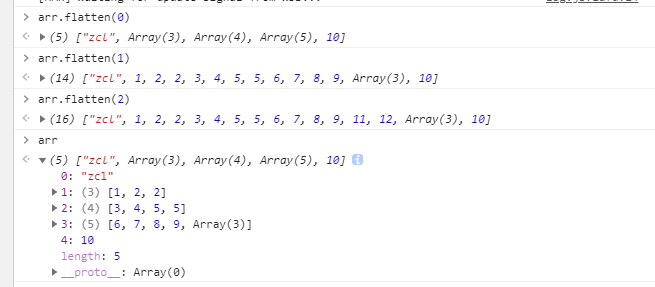 > arr.flatten(0)
<· ▶ (5) ["zcl", Array(3), Array(4), Array(5), 10]
> arr.flatten(1)
<· ▶ (14) ["zcl", 1, 2, 2, 3, 4, 5, 5, 6, 7, 8, 9, Array(3), 10]
> arr.flatten(2)
<· ▶ (16) ["zcl", 1, 2, 2, 3, 4, 5, 5, 6, 7, 8, 9, 11, 12, Array(3), 10]
> arr
<· ▼ (5) ["zcl", Array(3), Array(4), Array(5), 10] i
0: "zcl"
▶ 1: (3) [1, 2, 2]
▶ 2: (4) [3, 4, 5, 5]
▶ 3: (5) [6, 7, 8, 9, Array(3)]
4: 10
length: 5
▶ __proto__: Array(0)